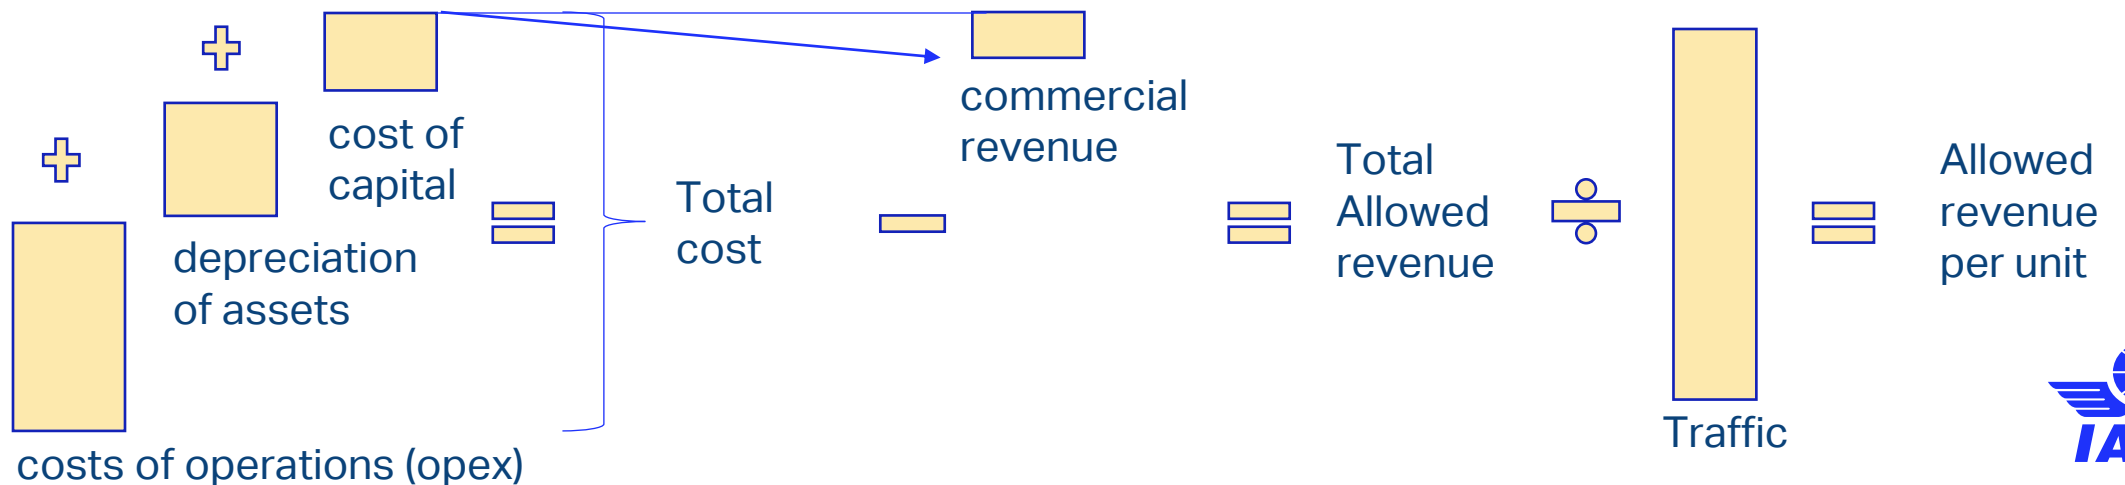 cost of
capital
depreciation
of assets
costs of operations (opex)
Total
cost
commercial
revenue
Total
Allowed
revenue
Traffic
Allowed
revenue
per unit